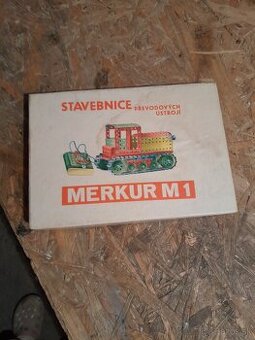 STAVEBNICE PŘEVODOVÝCH
ÚSTROJÍ
MERKUR M 1